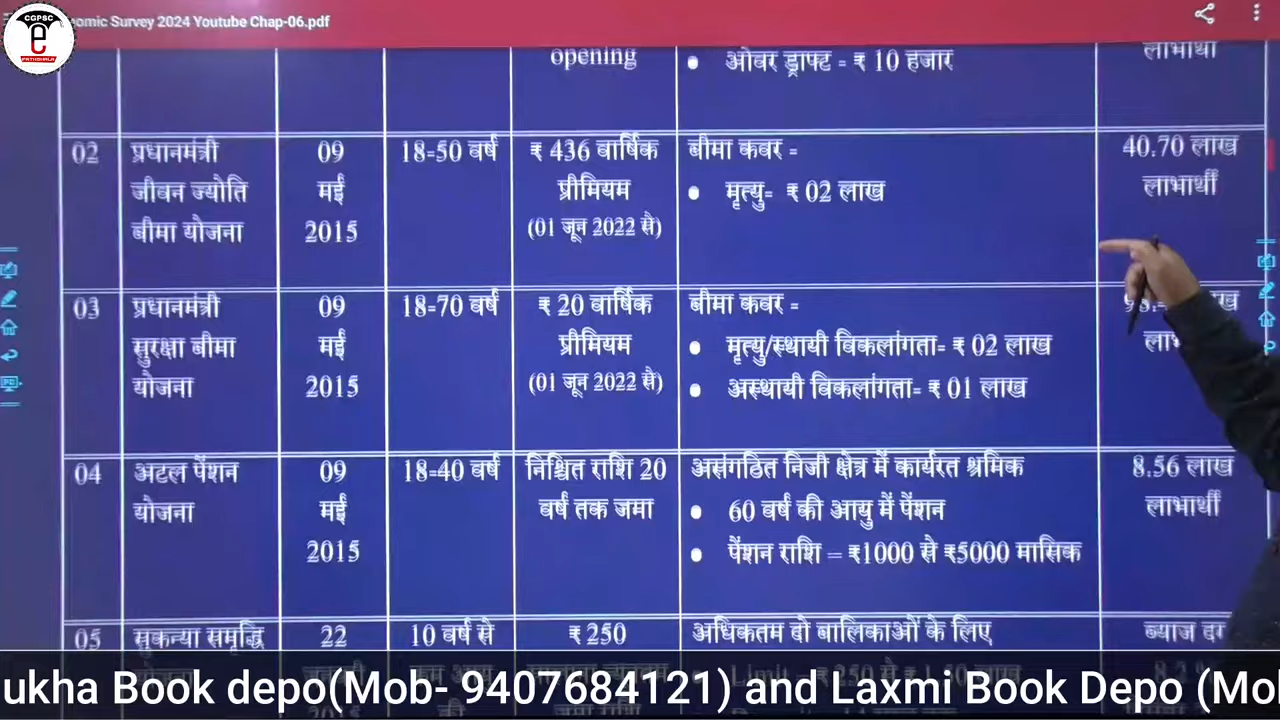 CGPSC
e
PATHSHALA
omic Survey 2024 Youtube Chap-06.pdf
opening
ओवर ड्राफ्ट = ₹ 10 हजार
लाभार्थी
02
प्रधानमंत्री
जीवन ज्योति
बीमा योजना
09
मई
2015
18-50 वर्ष
₹ 436 वार्षिक
प्रीमियम
(01 जून 2022 से)
बीमा कवर =
मृत्यु= ₹ 02 लाख
40.70 लाख
लाभार्थी
03
प्रधानमंत्री
सुरक्षा बीमा
योजना
09
मई
2015
18-70 वर्ष
₹ 20 वार्षिक
प्रीमियम
(01 जून 2022 से)
बीमा कवर =
मृत्यु/स्थायी विकलांगता= ₹ 02 लाख
अस्थायी विकलांगता= ₹ 01 लाख
04
अटल पेंशन
योजना
09
मई
2015
18-40 वर्ष
निश्चित राशि 20
वर्ष तक जमा
असंगठित निजी क्षेत्र में कार्यरत श्रमिक
60 वर्ष की आयु में पेंशन
पेंशन राशि – ₹1000 से ₹5000 मासिक
8.56 लाख
लाभार्थी
05
सुकन्या समृद्धि
22
10 वर्ष से
₹ 250
अधिकतम दो बालिकाओं के लिए
ब्याज
ukha Book depo(Mob- 9407684121) and Laxmi Book Depo (Mo